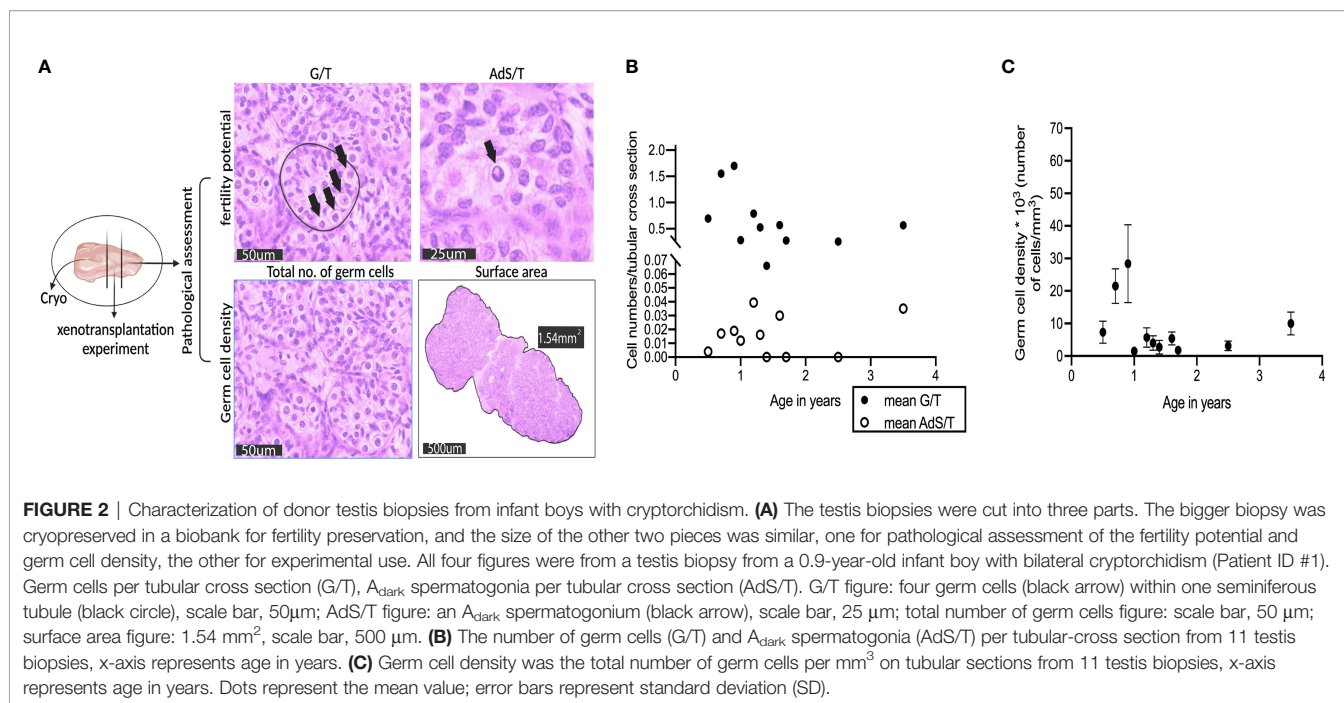 A
G/T
AdS/T
fertility potential
50um
25um
Pathological assessment
Cryo
xenotransplantation
experiment
Total no. of germ cells
Surface area
Germ cell density
1.54mm²
50um
500um
B
Cell numbers/tubular cross section
2.0
1.5
1.0
0.5
0.07
0.06
0.05
0.04
0.03
0.02
0.01
0.00
0 1 2 3 4
Age in years
mean G/T
mean AdS/T
C
Germ cell density * 10³ (number
of cells/mm³)
70
60
50
40
30
20
10
0
0 1 2 3 4
Age in years
FIGURE 2 | Characterization of donor testis biopsies from infant boys with cryptorchidism. (A) The testis biopsies were cut into three parts. The bigger biopsy was
cryopreserved in a biobank for fertility preservation, and the size of the other two pieces was similar, one for pathological assessment of the fertility potential and
germ cell density, the other for experimental use. All four figures were from a testis biopsy from a 0.9-year-old infant boy with bilateral cryptorchidism (Patient ID #1).
Germ cells per tubular cross section (G/T), A_dark spermatogonia per tubular cross section (AdS/T). G/T figure: four germ cells (black arrow) within one seminiferous
tubule (black circle), scale bar, 50μm; AdS/T figure: an A_dark spermatogonium (black arrow), scale bar, 25 μm; total number of germ cells figure: scale bar, 50 μm;
surface area figure: 1.54 mm², scale bar, 500 μm. (B) The number of germ cells (G/T) and A_dark spermatogonia (AdS/T) per tubular-cross section from 11 testis
biopsies, x-axis represents age in years. (C) Germ cell density was the total number of germ cells per mm³ on tubular sections from 11 testis biopsies, x-axis
represents age in years. Dots represent the mean value; error bars represent standard deviation (SD).